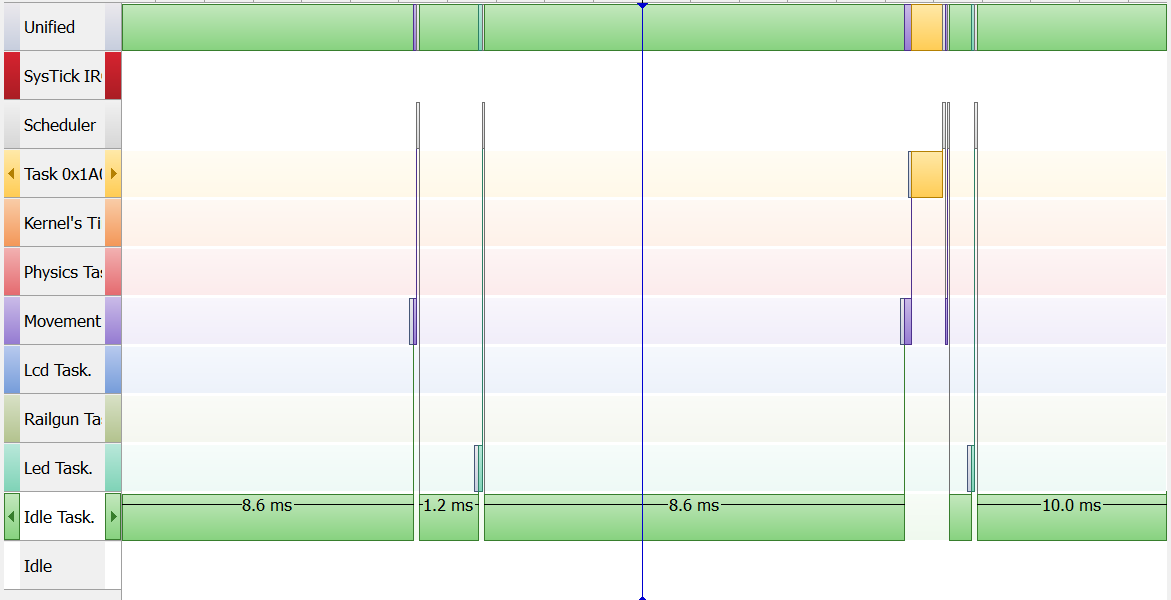 Unified
SysTick IR
Scheduler
Task 0x1A
Kernel's Ti
Physics Ta
Movement
Lcd Task.
Railgun Ta
Led Task.
Idle Task.
8.6 ms
1.2 ms
8.6 ms
10.0 ms
Idle